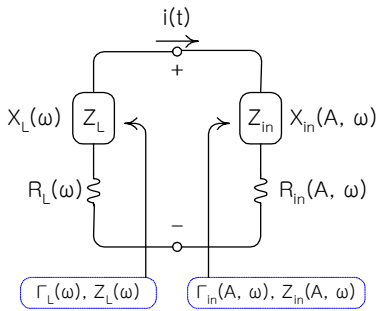 i(t)
+
X_L(ω) Z_L Z_in X_in(A, ω)
R_L(ω) R_in(A, ω)
−
Γ_L(ω), Z_L(ω) Γ_in(A, ω), Z_in(A, ω)